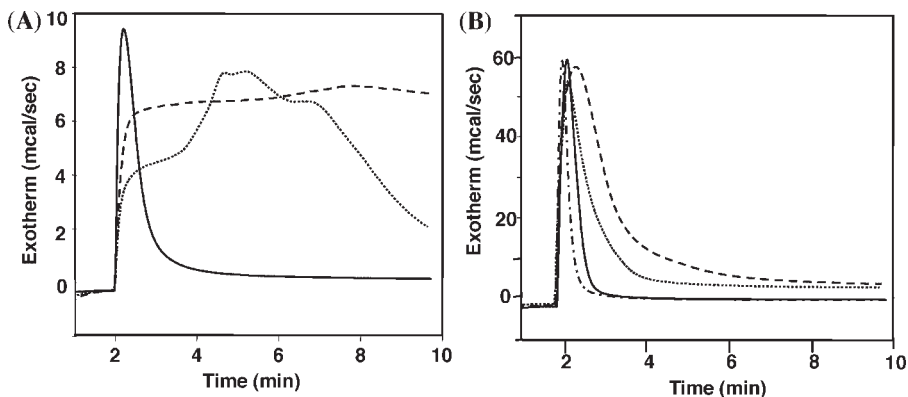 (A)
Exotherm (mcal/sec)
10
8
6
4
2
0
2 4 6 8 10
Time (min)
(B)
Exotherm (mcal/sec)
60
40
20
0
2 4 6 8 10
Time (min)